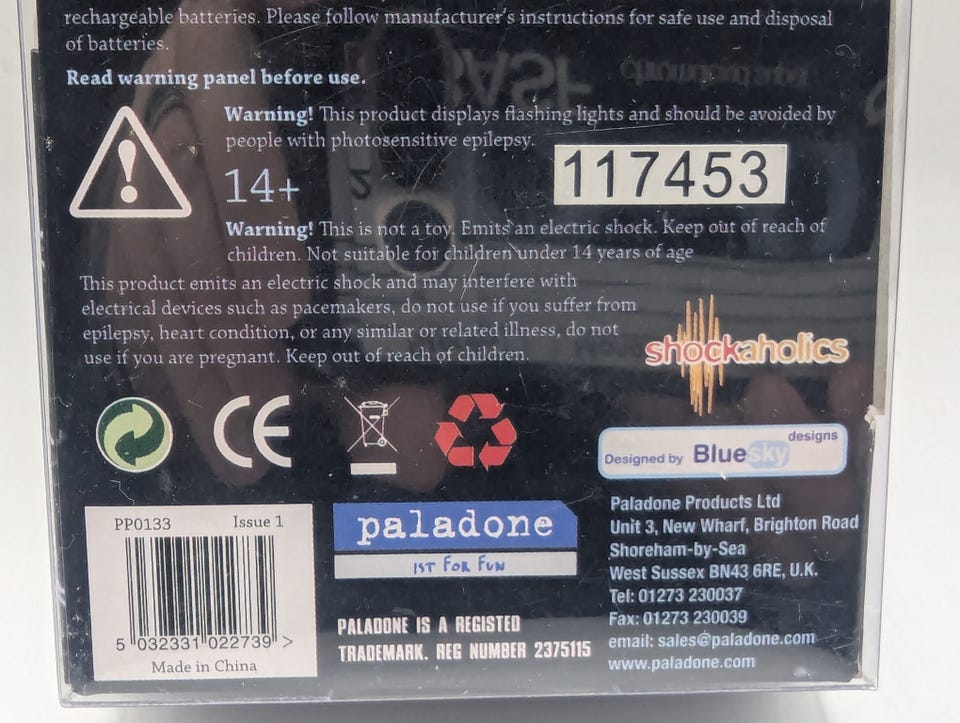 rechargeable batteries. Please follow manufacturer's instructions for safe use and disposal
of batteries.
Read warning panel before use.
Warning! This product displays flashing lights and should be avoided by
people with photosensitive epilepsy.
117453
14+
Warning! This is not a toy. Emits an electric shock. Keep out of reach of
children. Not suitable for children under 14 years of age
This product emits an electric shock and may interfere with
electrical devices such as pacemakers, do not use if you suffer from
epilepsy, heart condition, or any similar or related illness, do not
use if you are pregnant. Keep out of reach of children.
shockaholics
CE
Designed by Bluesky designs
PP0133 Issue 1
5 032331 022739 >
Made in China
paladone
1ST FOR FUN
PALADONE IS A REGISTERED
TRADEMARK. REG NUMBER 2375115
Paladone Products Ltd
Unit 3, New Wharf, Brighton Road
Shoreham-by-Sea
West Sussex BN43 6RE, U.K.
Tel: 01273 230037
Fax: 01273 230039
email: sales@paladone.com
www.paladone.com